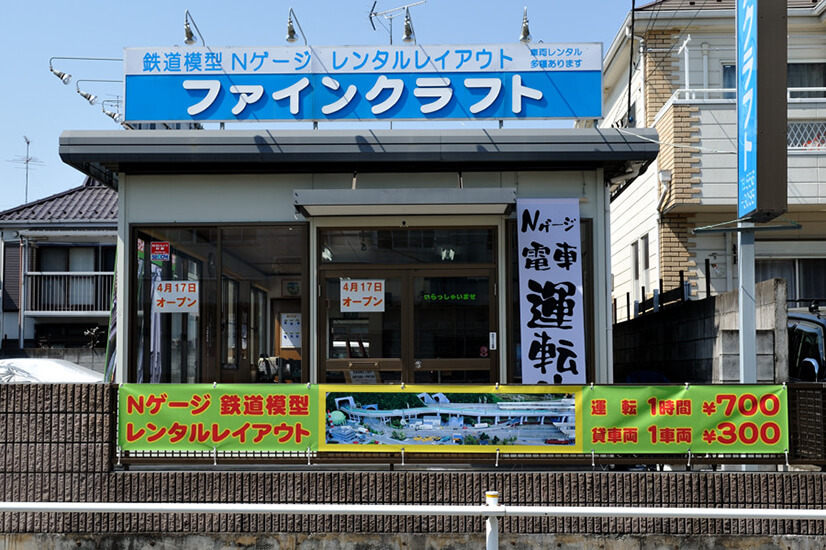 鉄道模型 Nゲージ レンタルレイアウト
車両レンタル
多種あります
ファインクラフト
クラフト
4月17日
オープン
4月17日
オープン
いらっしゃいませ
Nゲージ
電車
運転
Nゲージ 鉄道模型
レンタルレイアウト
運転 1時間 ¥700
貸車両 1車両 ¥300